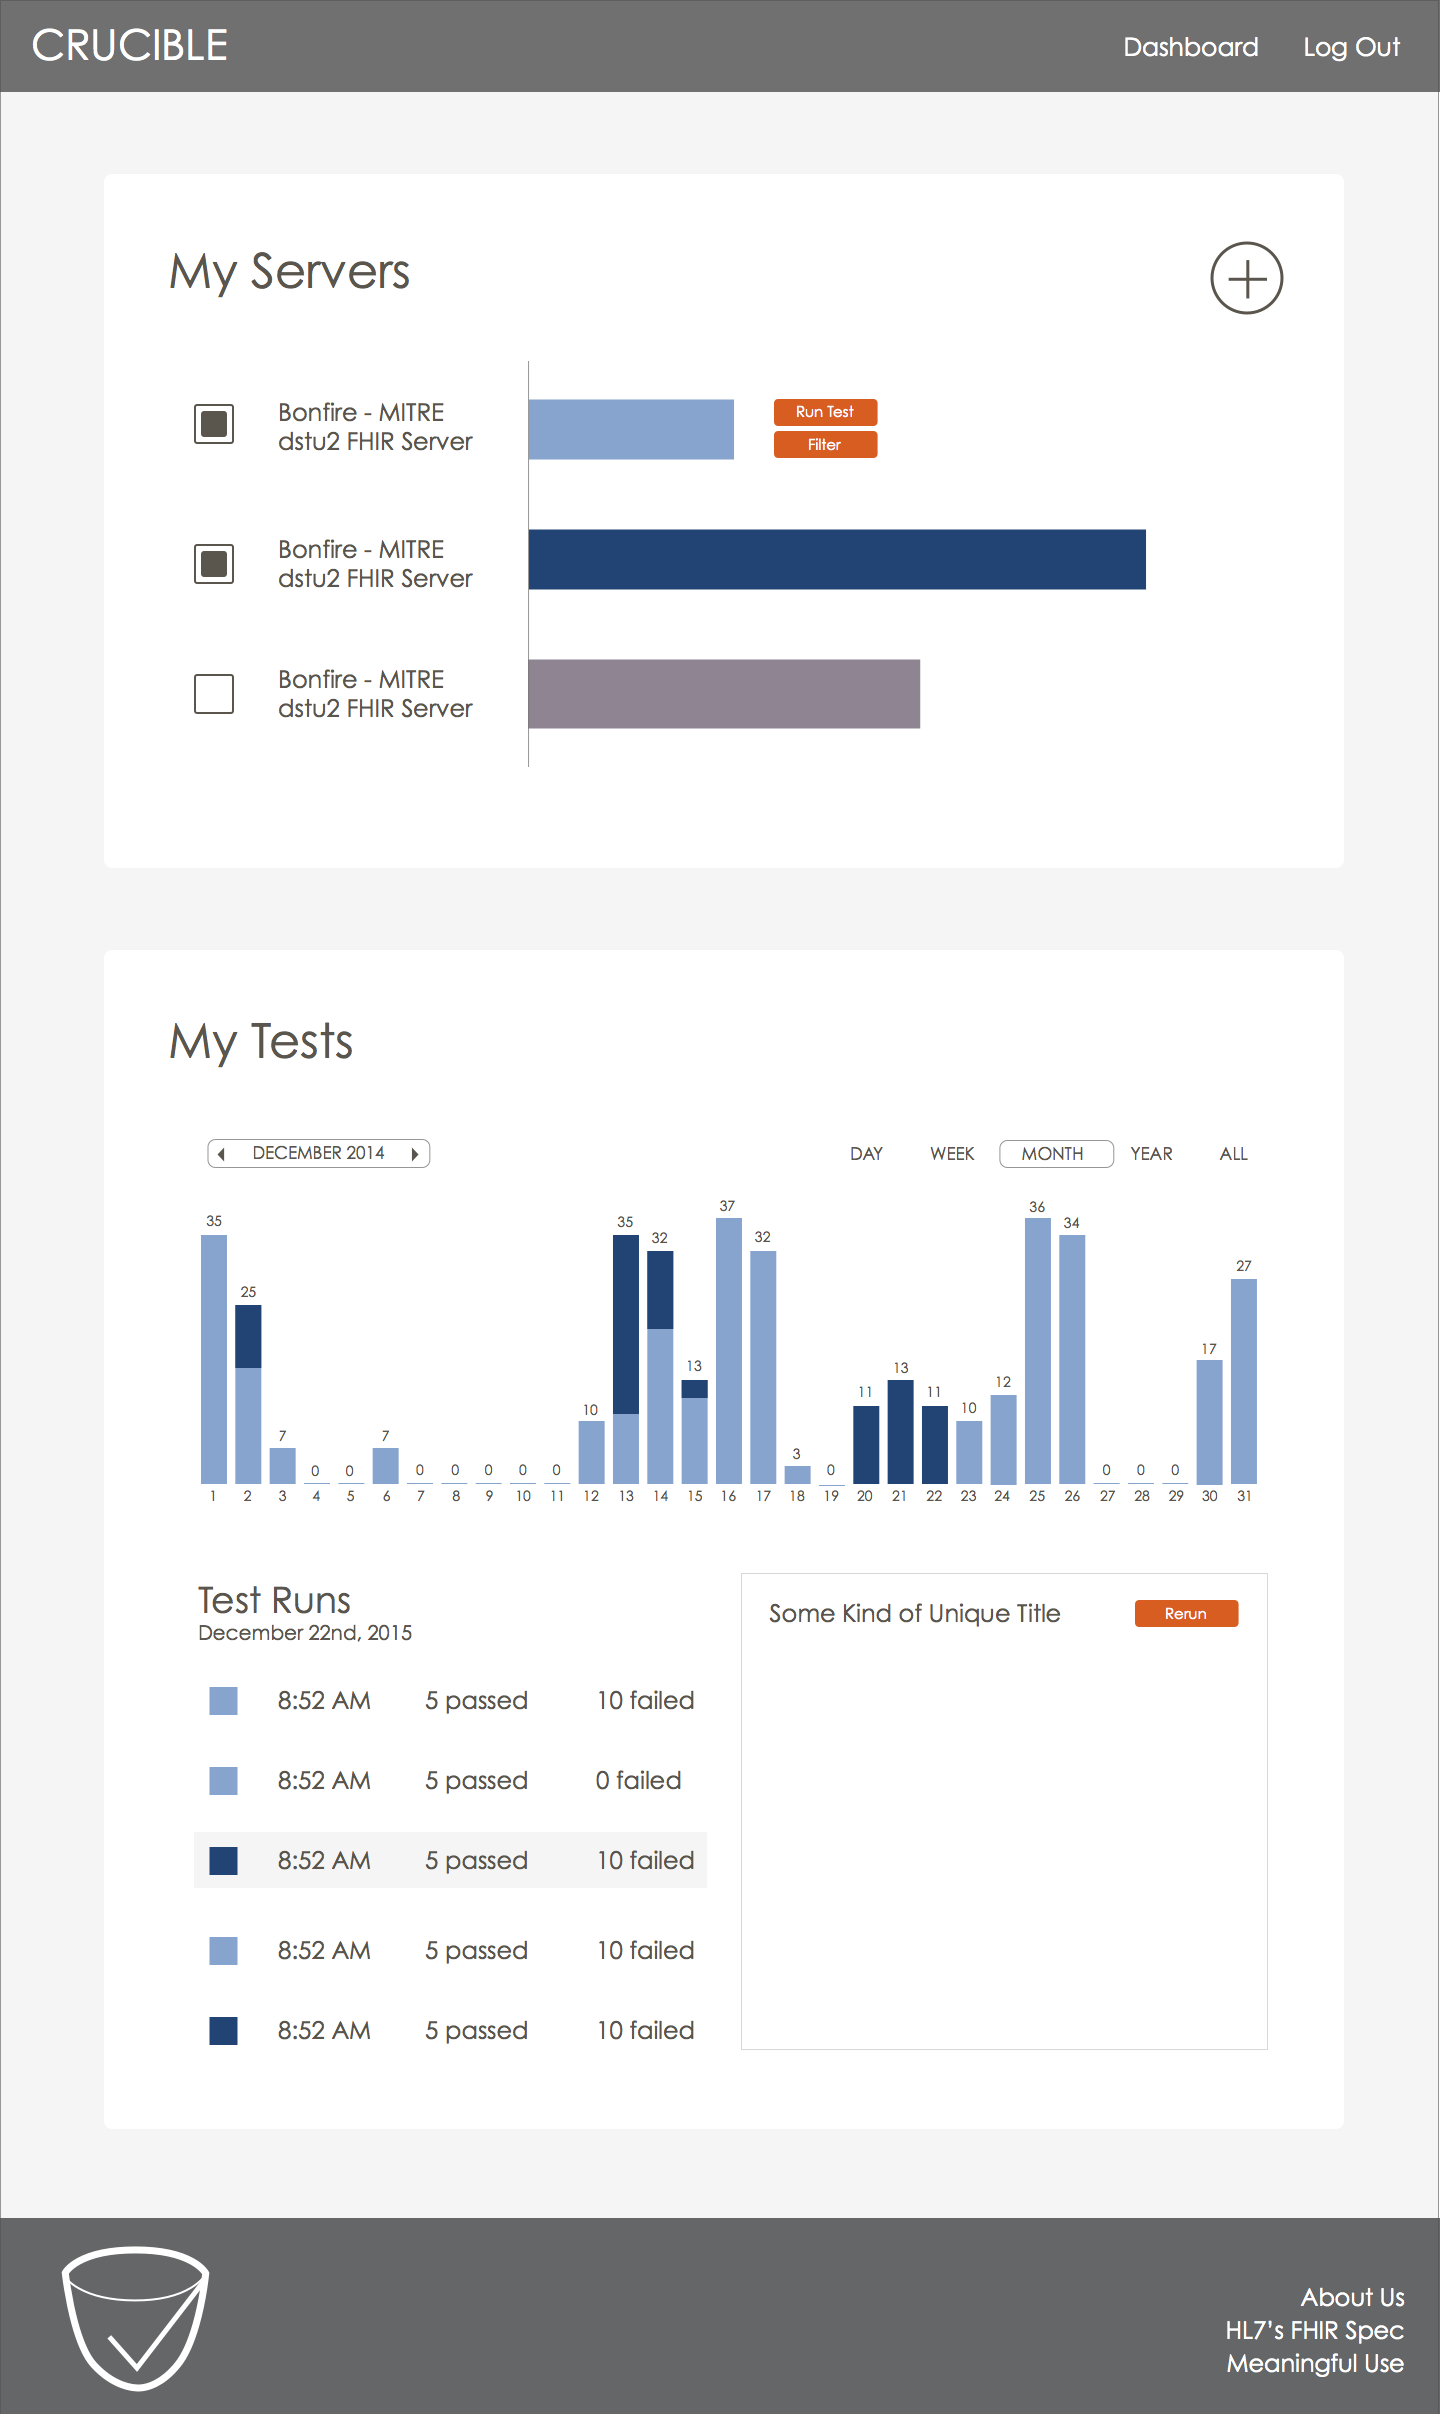 CRUCIBLE
Dashboard Log Out
My Servers
Bonfire - MITRE
dstu2 FHIR Server
Run Test
Filter
Bonfire - MITRE
dstu2 FHIR Server
Bonfire - MITRE
dstu2 FHIR Server
My Tests
DECEMBER 2014
DAY WEEK MONTH YEAR ALL
35 25 7 0 0 7 0 0 0 0 0 10 35 32 13 37 32 3 0 11 13 11 10 12 36 34 0 0 0 17 27
1 2 3 4 5 6 7 8 9 10 11 12 13 14 15 16 17 18 19 20 21 22 23 24 25 26 27 28 29 30 31
Test Runs
December 22nd, 2015
8:52 AM 5 passed 10 failed
8:52 AM 5 passed 0 failed
8:52 AM 5 passed 10 failed
8:52 AM 5 passed 10 failed
8:52 AM 5 passed 10 failed
Some Kind of Unique Title
Rerun
About Us
HL7’s FHIR Spec
Meaningful Use